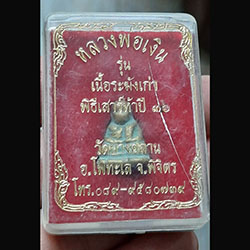 หลวงพ่อเงิน
รุ่น
เนื้อระฆังเก่า
พิธีเสาร์ห้าปี ๓๖
อ.โพทะเล จ.พิจิตร
โทร.๐๘๙-๙๕๘๐๗๓๙